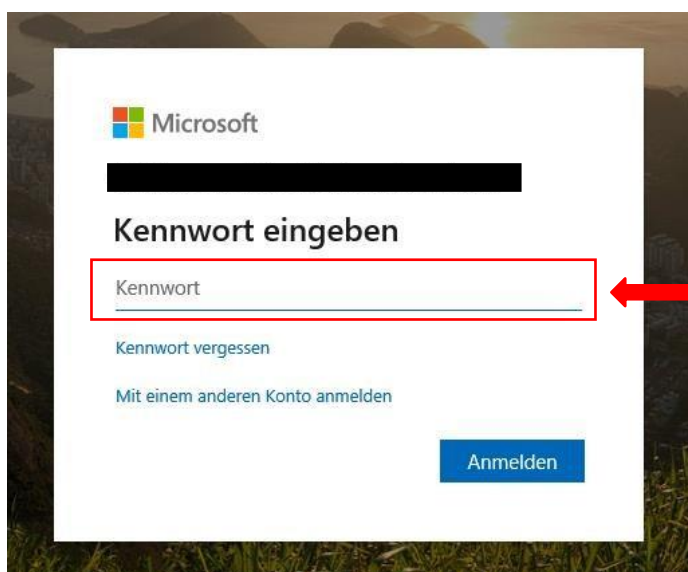 Microsoft
Kennwort eingeben
Kennwort
Kennwort vergessen
Mit einem anderen Konto anmelden
Anmelden